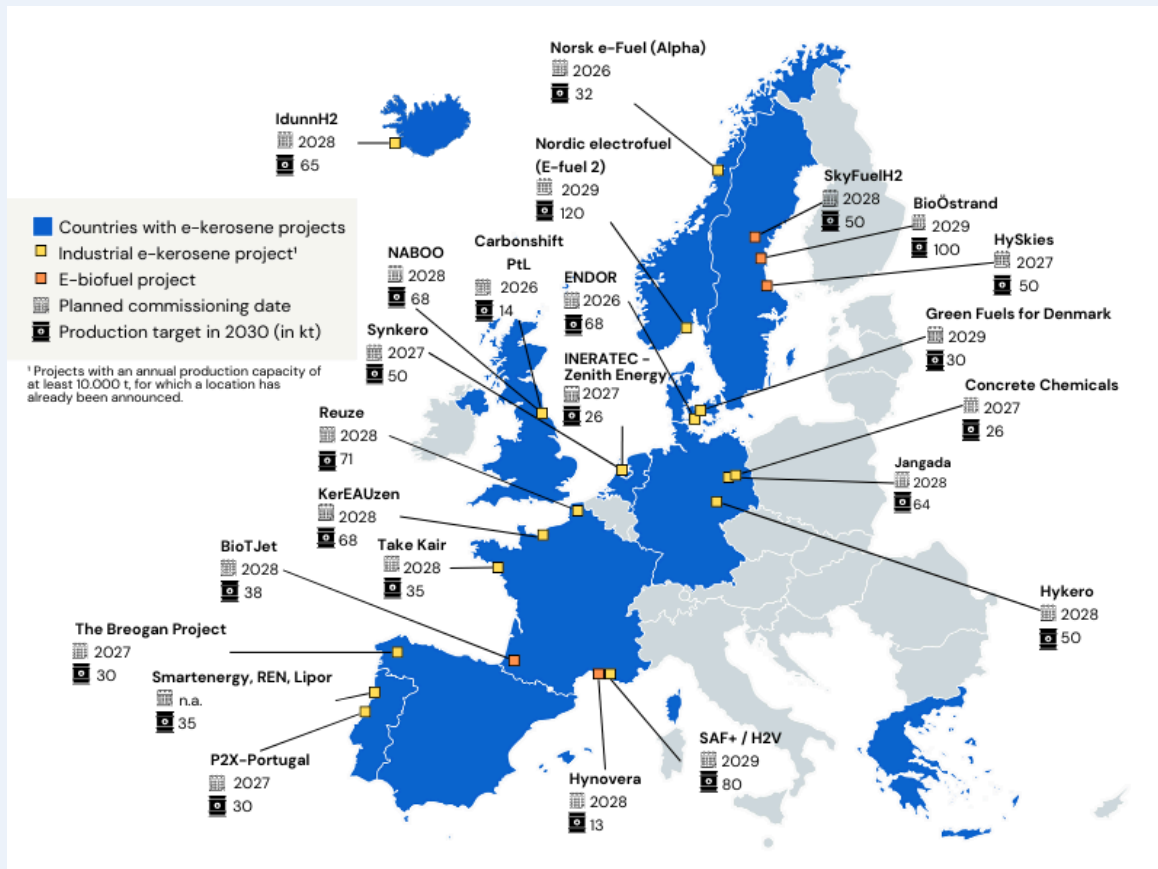 Norsk e-Fuel (Alpha)
2026
32
IdunnH2
2028
65
Nordic electrofuel
(E-fuel 2)
2029
120
SkyFuelH2
2028
50
BioÖstrand
2029
100
HySkies
2027
50
Countries with e-kerosene projects
Industrial e-kerosene project¹
E-biofuel project
Planned commissioning date
Production target in 2030 (in kt)
¹ Projects with an annual production capacity of
at least 10.000 t, for which a location has
already been announced.
NABOO
2028
68
Carbonshift
PtL
2026
14
ENDOR
2026
68
Synkero
2027
50
INERATEC -
Zenith Energy
2027
26
Green Fuels for Denmark
2029
30
Concrete Chemicals
2027
26
Jangada
2028
64
Reuze
2028
71
KerEAUzen
2028
68
Take Kair
2028
35
BioTJet
2028
38
Hykero
2028
50
The Breogan Project
2027
30
Smartenergy, REN, Lipor
n.a.
35
P2X-Portugal
2027
30
Hynovera
2028
13
SAF+ / H2V
2029
80